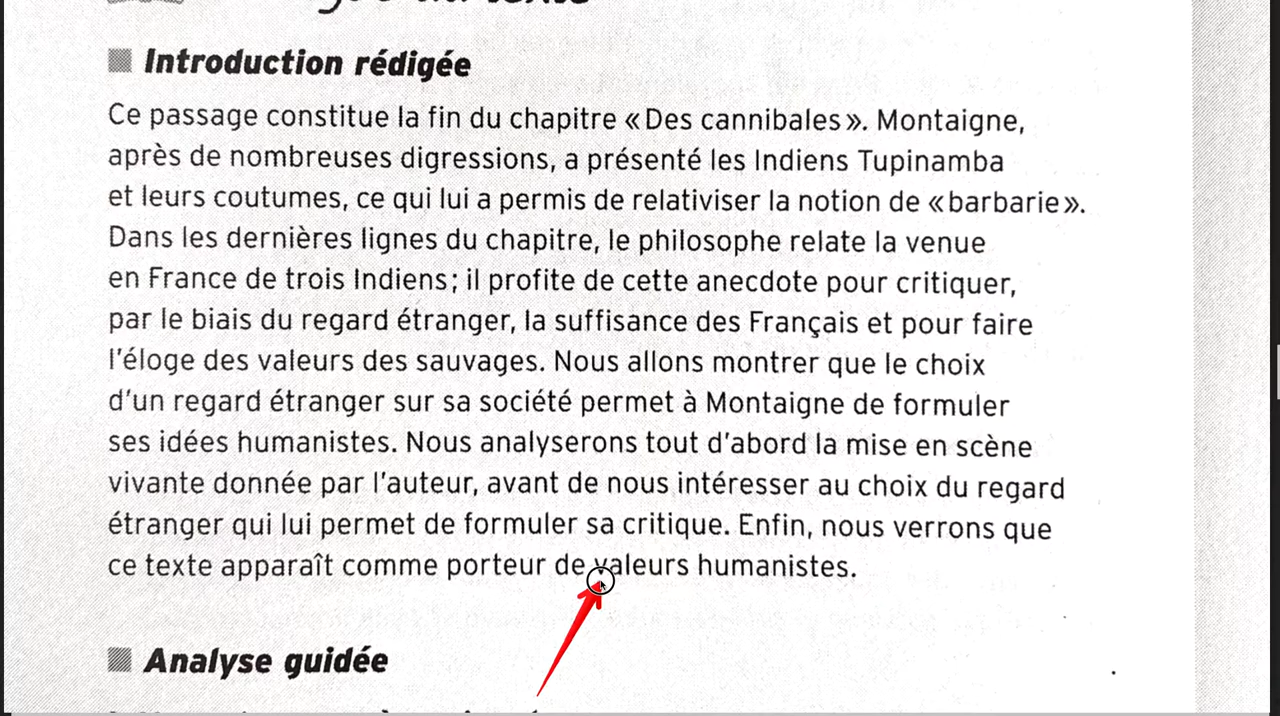 Introduction rédigée
Ce passage constitue la fin du chapitre « Des cannibales ». Montaigne,
après de nombreuses digressions, a présenté les Indiens Tupinamba
et leurs coutumes, ce qui lui a permis de relativiser la notion de « barbarie ».
Dans les dernières lignes du chapitre, le philosophe relate la venue
en France de trois Indiens ; il profite de cette anecdote pour critiquer,
par le biais du regard étranger, la suffisance des Français et pour faire
l'éloge des valeurs des sauvages. Nous allons montrer que le choix
d'un regard étranger sur sa société permet à Montaigne de formuler
ses idées humanistes. Nous analyserons tout d'abord la mise en scène
vivante donnée par l'auteur, avant de nous intéresser au choix du regard
étranger qui lui permet de formuler sa critique. Enfin, nous verrons que
ce texte apparaît comme porteur de valeurs humanistes.
Analyse guidée